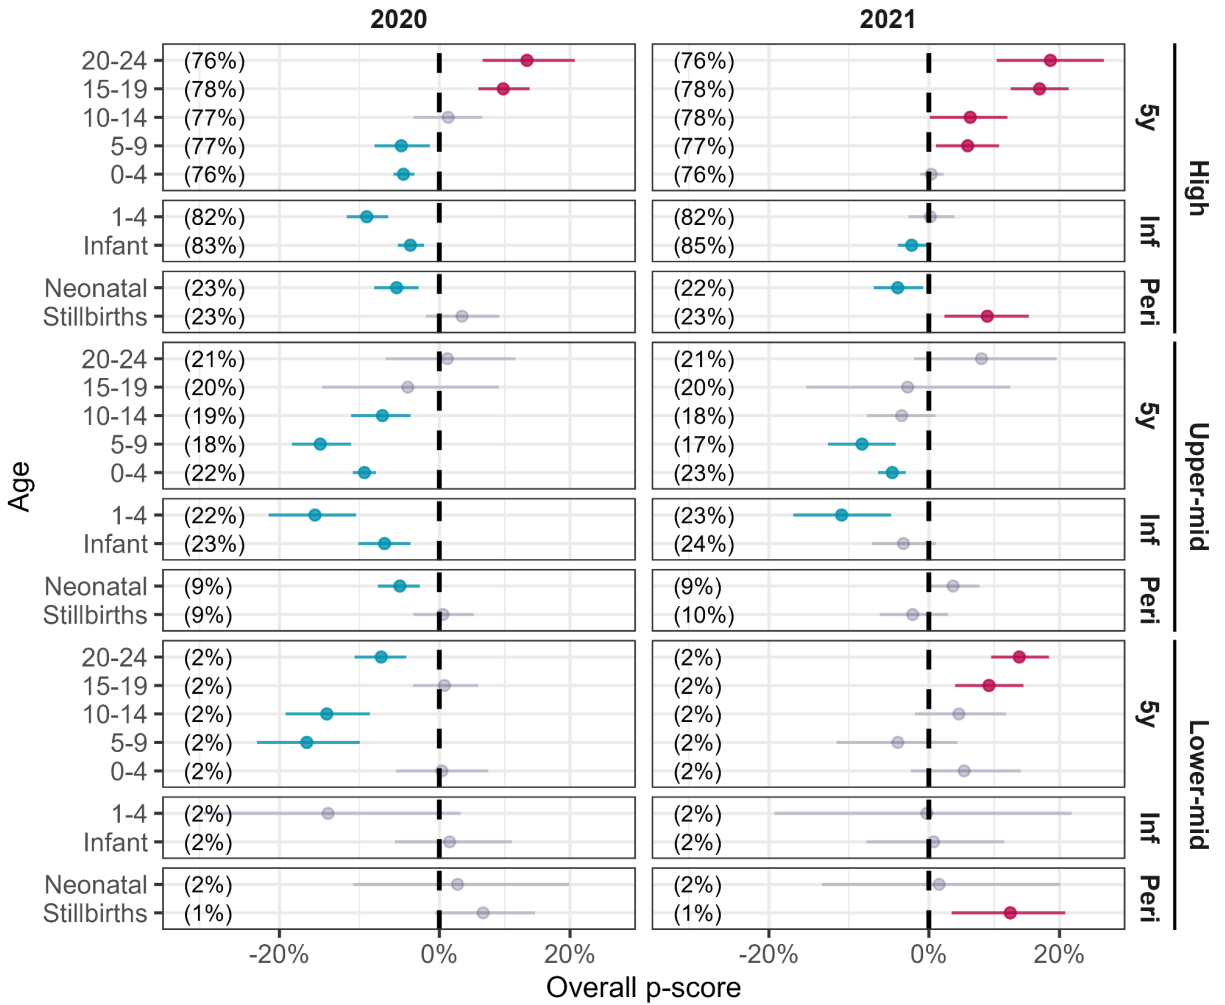 2020 2021
20-24 (76%) (76%)
15-19 (78%) (78%)
10-14 (77%) (78%)
5-9 (77%) (77%)
0-4 (76%) (76%)
5y
1-4 (82%) (82%)
Infant (83%) (85%)
Inf
Neonatal (23%) (22%)
Stillbirths (23%) (23%)
Peri
High
20-24 (21%) (21%)
15-19 (20%) (20%)
10-14 (19%) (18%)
5-9 (18%) (17%)
0-4 (22%) (23%)
5y
1-4 (22%) (23%)
Infant (23%) (24%)
Inf
Neonatal (9%) (9%)
Stillbirths (9%) (10%)
Peri
Upper-mid
20-24 (2%) (2%)
15-19 (2%) (2%)
10-14 (2%) (2%)
5-9 (2%) (2%)
0-4 (2%) (2%)
5y
1-4 (2%) (2%)
Infant (2%) (2%)
Inf
Neonatal (2%) (2%)
Stillbirths (1%) (1%)
Peri
Lower-mid
Age
-20% 0% 20% -20% 0% 20%
Overall p-score